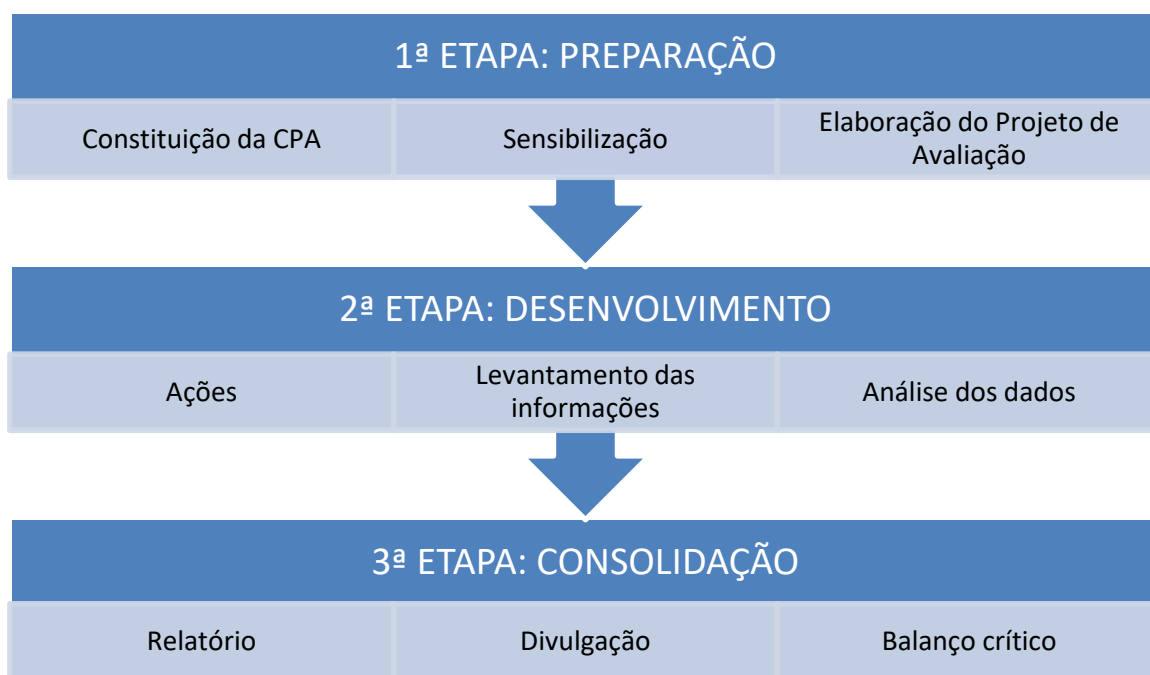 1ª ETAPA: PREPARAÇÃO
Constituição da CPA
Sensibilização
Elaboração do Projeto de
Avaliação
2ª ETAPA: DESENVOLVIMENTO
Ações
Levantamento das
informações
Análise dos dados
3ª ETAPA: CONSOLIDAÇÃO
Relatório
Divulgação
Balanço crítico